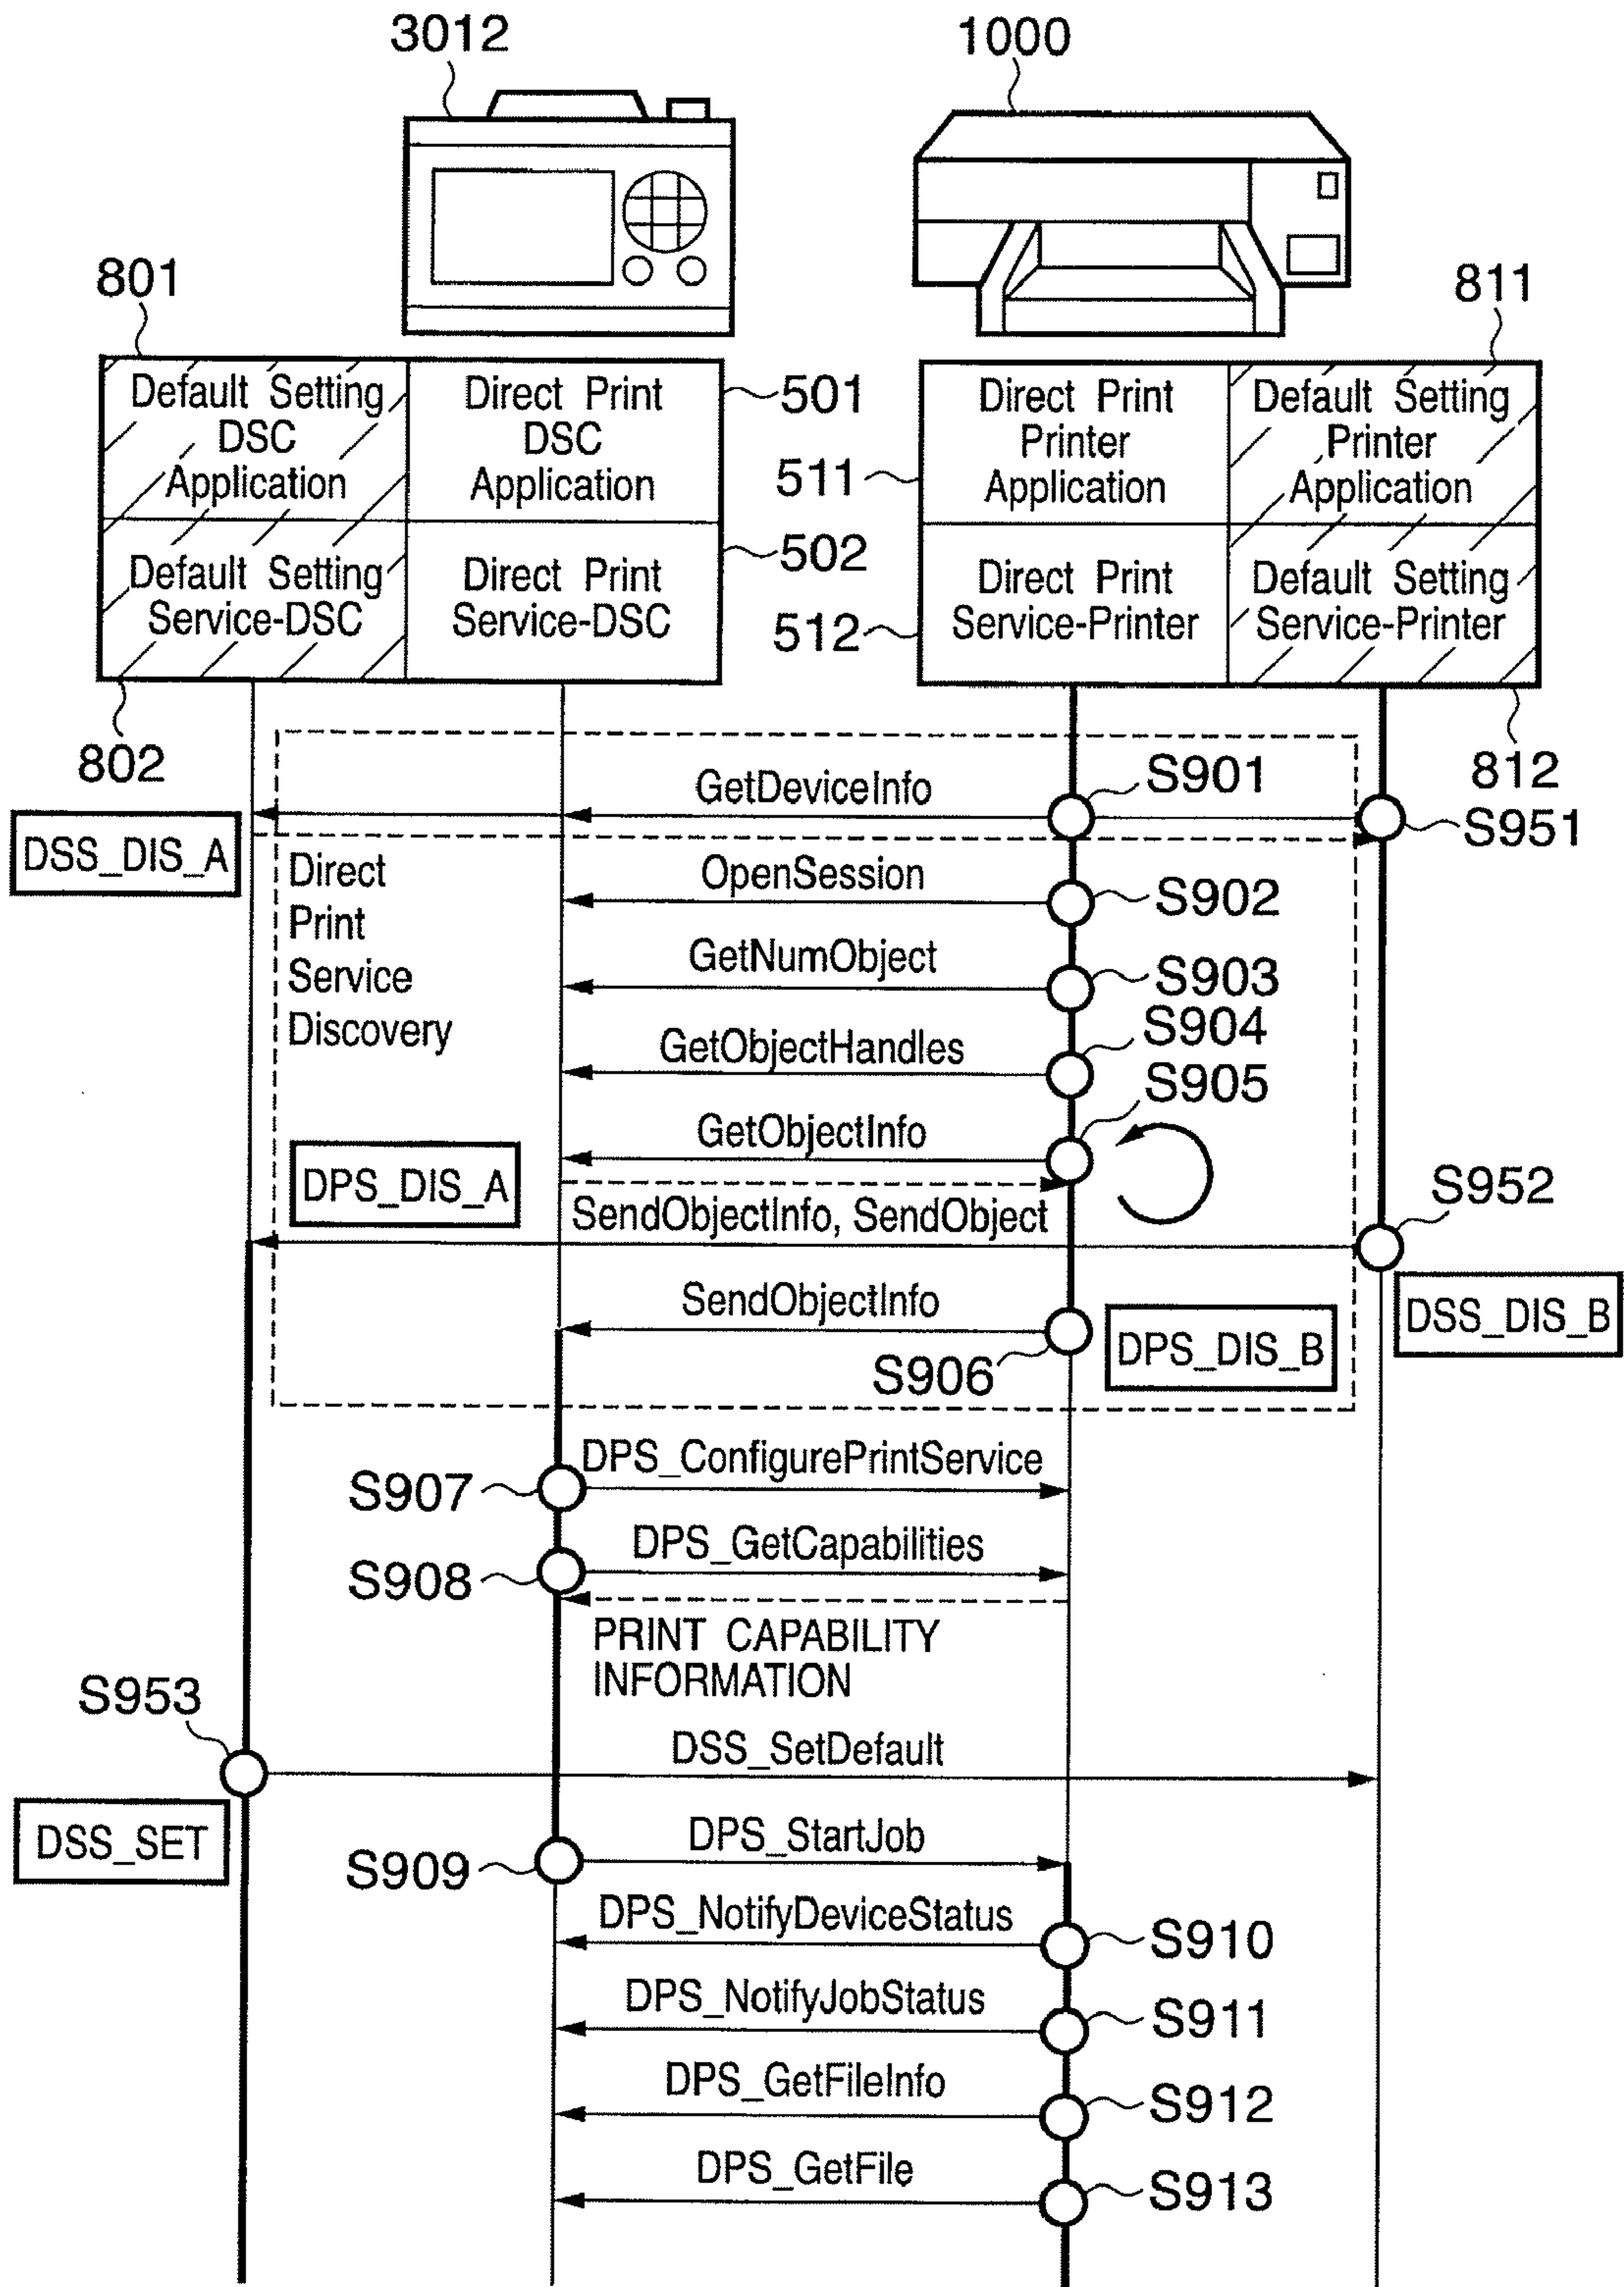 3012
1000
801
811
Default Setting
DSC
Application
Direct Print
DSC
Application
501
511
Direct Print
Printer
Application
Default Setting
Printer
Application
Default Setting
Service-DSC
Direct Print
Service-DSC
502
512
Direct Print
Service-Printer
Default Setting
Service-Printer
802
812
GetDeviceInfo
S901
S951
DSS_DIS_A
Direct
Print
Service
Discovery
OpenSession
S902
GetNumObject
S903
GetObjectHandles
S904
S905
GetObjectInfo
DPS_DIS_A
SendObjectInfo, SendObject
S952
SendObjectInfo
DSS_DIS_B
S906
DPS_DIS_B
DPS_ConfigurePrintService
S907
DPS_GetCapabilities
S908
PRINT CAPABILITY
INFORMATION
S953
DSS_SetDefault
DSS_SET
DPS_StartJob
S909
DPS_NotifyDeviceStatus
S910
DPS_NotifyJobStatus
S911
DPS_GetFileInfo
S912
DPS_GetFile
S913